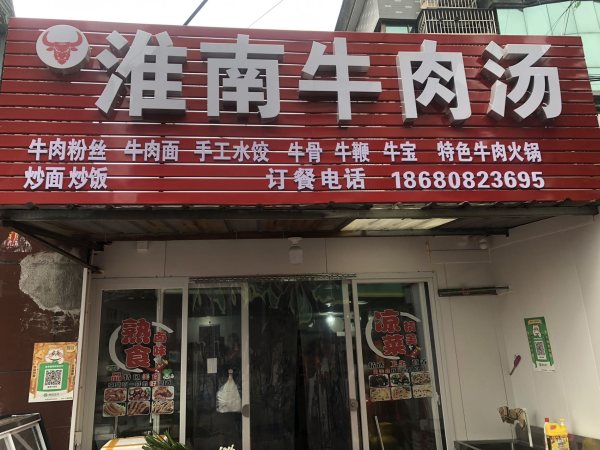 淮南牛肉汤
牛肉粉丝 牛肉面 手工水饺 牛骨 牛鞭 牛宝 特色牛肉火锅
炒面炒饭 订餐电话 18680823695
熟食
卤味
凉菜